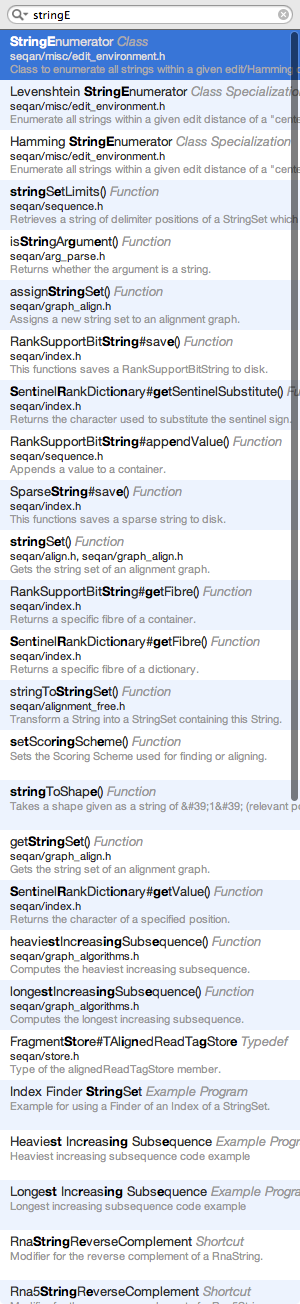 stringE
StringEnumerator Class
seqan/misc/edit_environment.h
Class to enumerate all strings within a given edit/Hamming
Levenshtein StringEnumerator Class Specialization
seqan/misc/edit_environment.h
Enumerate all strings within a given edit distance of a "cente
Hamming StringEnumerator Class Specialization
seqan/misc/edit_environment.h
Enumerate all strings within a given edit distance of a "cente
stringSetLimits() Function
seqan/sequence.h
Retrieves a string of delimiter positions of a StringSet which
isStringArgument() Function
seqan/arg_parse.h
Returns whether the argument is a string.
assignStringSet() Function
seqan/graph_align.h
Assigns a new string set to an alignment graph.
RankSupportBitString#save() Function
seqan/index.h
This functions saves a RankSupportBitString to disk.
SentinelRankDictionary#getSentinelSubstitute() Fu
seqan/index.h
Returns the character used to substitute the sentinel sign.
RankSupportBitString#appendValue() Function
seqan/sequence.h
Appends a value to a container.
SparseString#save() Function
seqan/index.h
This functions saves a sparse string to disk.
stringSet() Function
seqan/align.h, seqan/graph_align.h
Gets the string set of an alignment graph.
RankSupportBitString#getFibre() Function
seqan/index.h
Returns a specific fibre of a container.
SentinelRankDictionary#getFibre() Function
seqan/index.h
Returns a specific fibre of a dictionary.
stringToStringSet() Function
seqan/alignment_free.h
Transform a String into a StringSet containing this String.
setScoringScheme() Function
Sets the Scoring Scheme used for finding or aligning.
stringToShape() Function
Takes a shape given as a string of &#39;1&#39; (relevant po
getStringSet() Function
seqan/graph_align.h
Gets the string set of an alignment graph.
SentinelRankDictionary#getValue() Function
seqan/index.h
Returns the character of a specified position.
heaviestIncreasingSubsequence() Function
seqan/graph_algorithms.h
Computes the heaviest increasing subsequence.
longestIncreasingSubsequence() Function
seqan/graph_algorithms.h
Computes the longest increasing subsequence.
FragmentStore#TAlignedReadTagStore Typedef
seqan/store.h
Type of the alignedReadTagStore member.
Index Finder StringSet Example Program
Example for using a Finder of an Index of a StringSet.
Heaviest Increasing Subsequence Example Progr
Heaviest increasing subsequence code example
Longest Increasing Subsequence Example Progra
Longest increasing subsequence code example
RnaStringReverseComplement Shortcut
Modifier for the reverse complement of a RnaString.
Rna5StringReverseComplement Shortcut